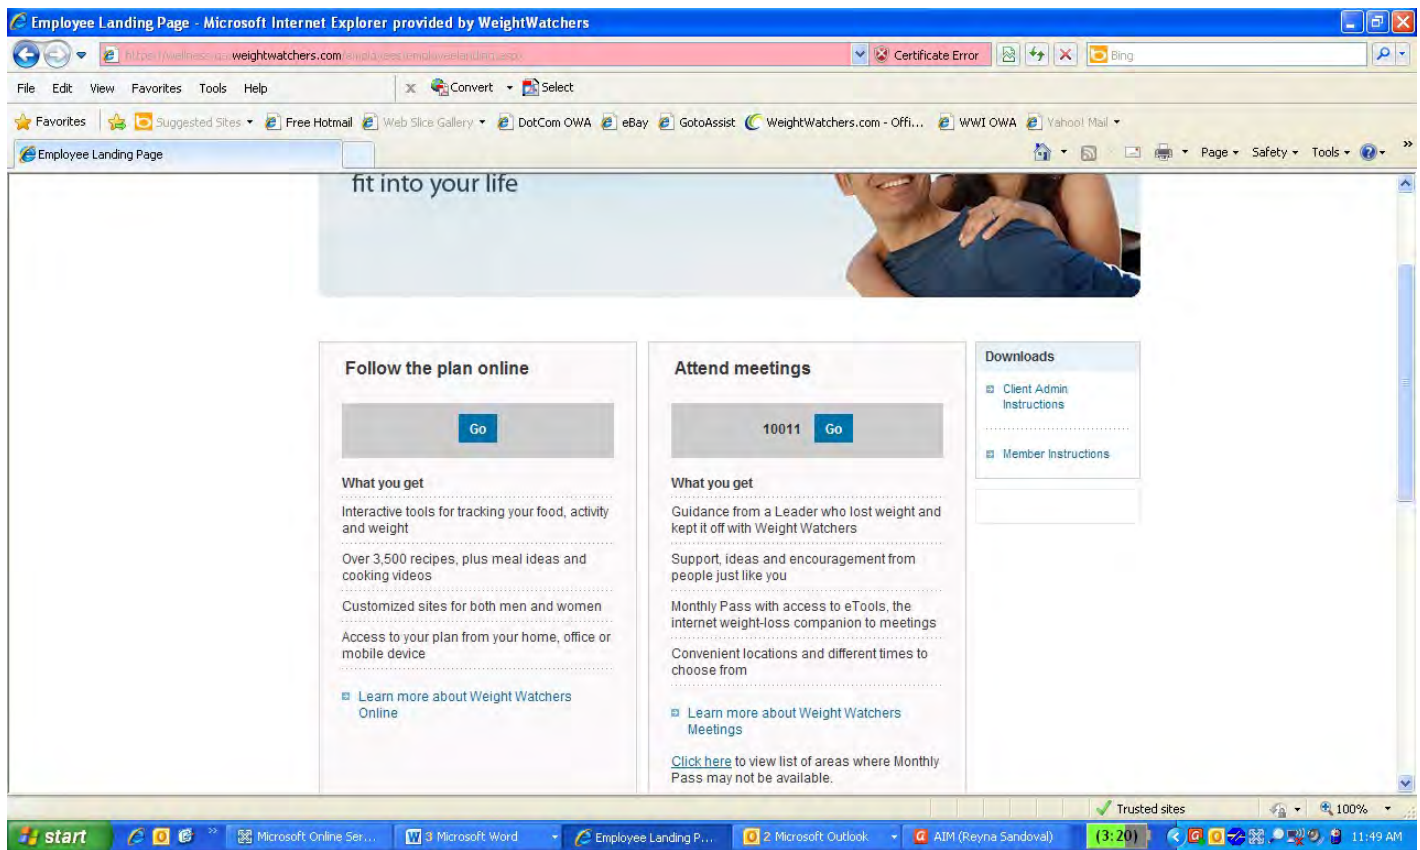 Employee Landing Page - Microsoft Internet Explorer provided by WeightWatchers
weightwatchers.com
Certificate Error
Bing
File Edit View Favorites Tools Help
x Convert Select
Favorites Suggested Sites Free Hotmail Web Slice Gallery DotCom OWA eBay GotoAssist WeightWatchers.com - Offi... WWI OWA Yahoo! Mail
Employee Landing Page
Page Safety Tools
fit into your life
Follow the plan online
Go
What you get
Interactive tools for tracking your food, activity
and weight
Over 3,500 recipes, plus meal ideas and
cooking videos
Customized sites for both men and women
Access to your plan from your home, office or
mobile device
Learn more about Weight Watchers
Online
Attend meetings
10011 Go
What you get
Guidance from a Leader who lost weight and
kept it off with Weight Watchers
Support, ideas and encouragement from
people just like you
Monthly Pass with access to eTools, the
internet weight-loss companion to meetings
Convenient locations and different times to
choose from
Learn more about Weight Watchers
Meetings
Click here to view list of areas where Monthly
Pass may not be available.
Downloads
Client Admin
Instructions
Member Instructions
Trusted sites
100%
start
Microsoft Online Ser...
3 Microsoft Word
Employee Landing P...
2 Microsoft Outlook
AIM (Reyna Sandoval)
(3:20)
11:49 AM